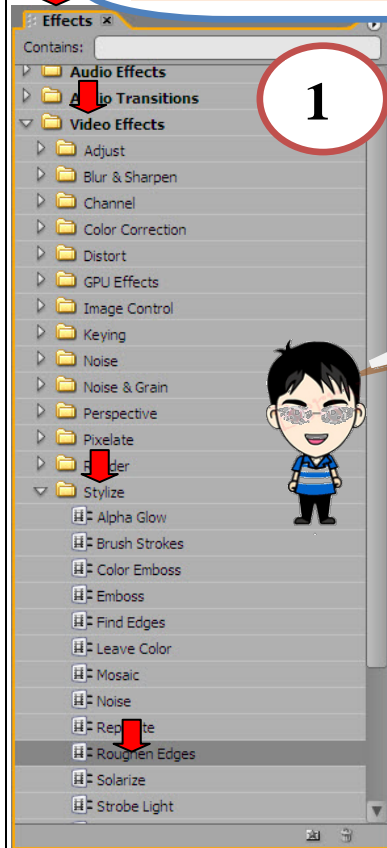 Effects
Contains:
Audio Effects
Transitions
1
Video Effects
Adjust
Blur & Sharpen
Channel
Color Correction
Distort
GPU Effects
Image Control
Keying
Noise
Noise & Grain
Perspective
Pixelate
Stylize
Alpha Glow
Brush Strokes
Color Emboss
Emboss
Find Edges
Leave Color
Mosaic
Noise
Roughen Edges
Solarize
Strobe Light